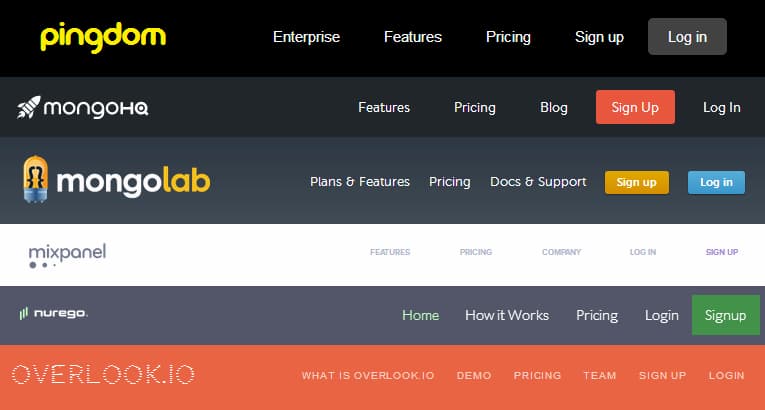 pingdom Enterprise Features Pricing Sign up Log in
mongoHQ Features Pricing Blog Sign Up Log In
mongolab Plans & Features Pricing Docs & Support Sign up Log in
mixpanel FEATURES PRICING COMPANY LOG IN SIGN UP
nurego. Home How it Works Pricing Login Signup
OVERLOOK.IO WHAT IS OVERLOOK.IO DEMO PRICING TEAM SIGN UP LOGIN